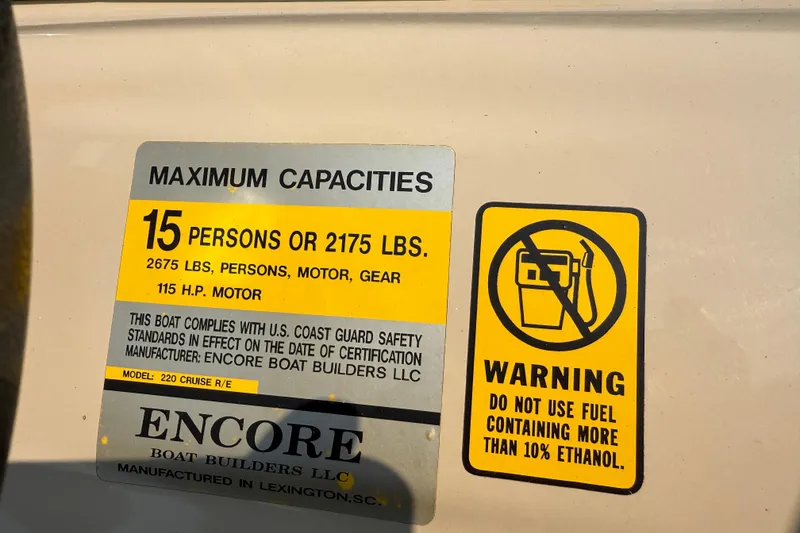 MAXIMUM CAPACITIES
15 PERSONS OR 2175 LBS.
2675 LBS, PERSONS, MOTOR, GEAR
115 H.P. MOTOR
THIS BOAT COMPLIES WITH U.S. COAST GUARD SAFETY
STANDARDS IN EFFECT ON THE DATE OF CERTIFICATION
MANUFACTURER: ENCORE BOAT BUILDERS LLC
MODEL: 220 CRUISE R/E
ENCORE
BOAT BUILDERS LLC
MANUFACTURED IN LEXINGTON,SC.
WARNING
DO NOT USE FUEL
CONTAINING MORE
THAN 10% ETHANOL.